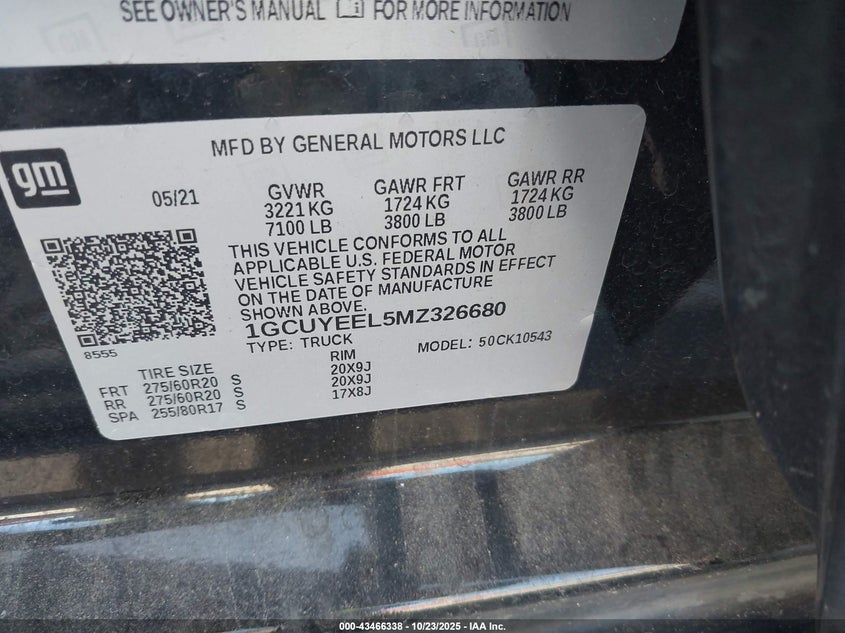 SEE OWNER'S MANUAL FOR MORE INFORMATION
MFD BY GENERAL MOTORS LLC
gm
05/21
GVWR GAWR FRT GAWR RR
3221 KG 1724 KG 1724 KG
7100 LB 3800 LB 3800 LB
THIS VEHICLE CONFORMS TO ALL
APPLICABLE U.S. FEDERAL MOTOR
VEHICLE SAFETY STANDARDS IN EFFECT
ON THE DATE OF MANUFACTURE
SHOWN ABOVE.
1GCUYEEL5MZ326680
8555
TYPE: TRUCK MODEL: 50CK10543
TIRE SIZE RIM
FRT 275/60R20 S 20X9J
RR 275/60R20 S 20X9J
SPA 255/80R17 S 17X8J
000-43466338 - 10/23/2025 - IAA Inc.